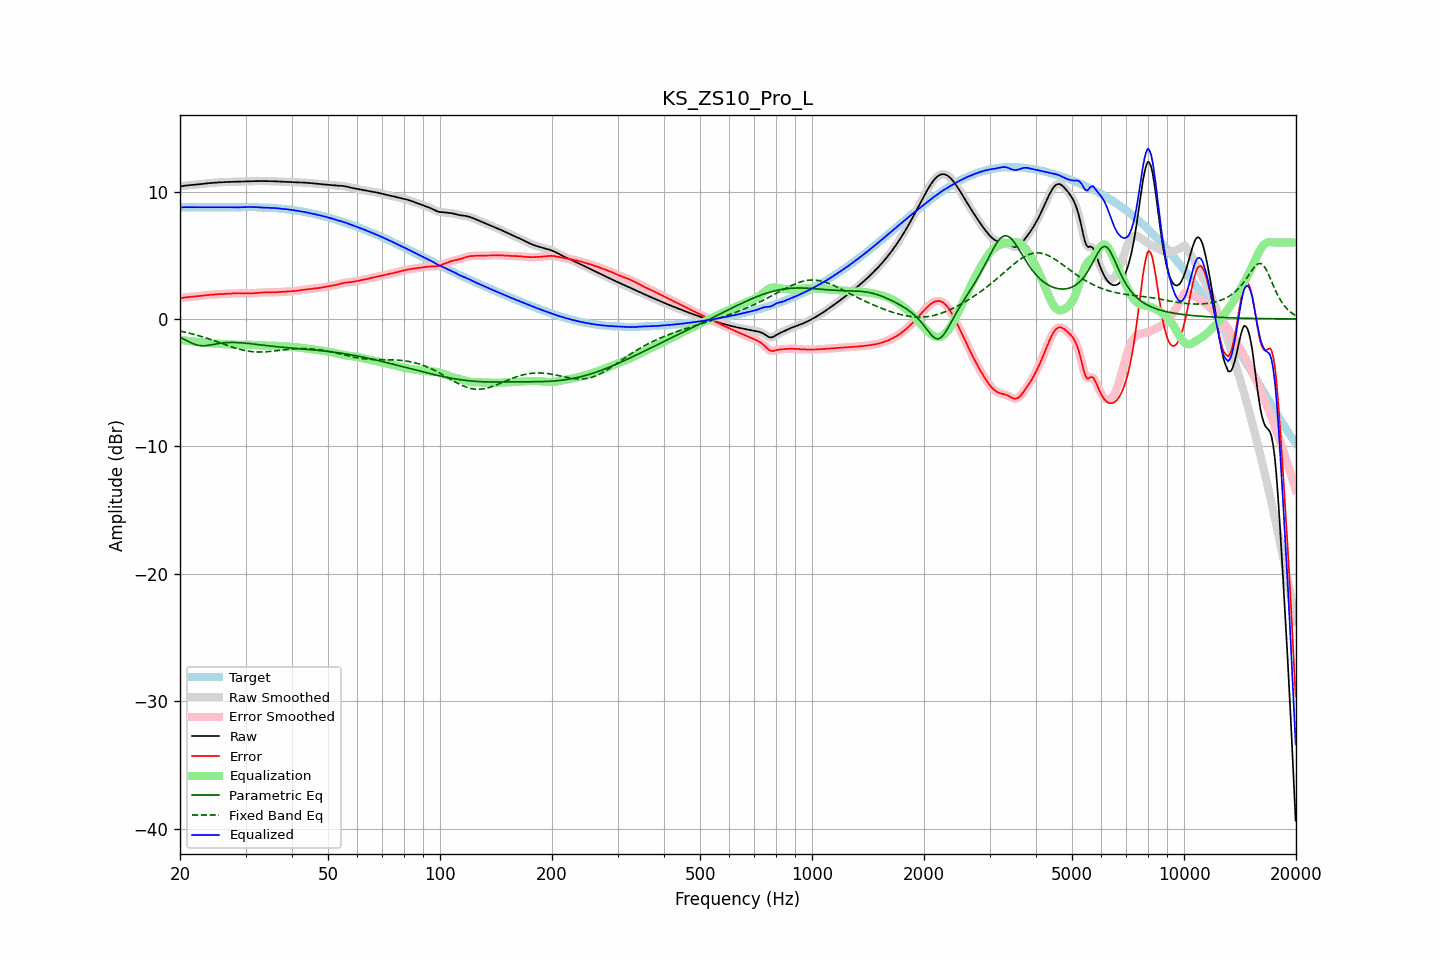 KS_ZS10_Pro_L
10
0
−10
−20
−30
−40
Amplitude (dBr)
Target
Raw Smoothed
Error Smoothed
Raw
Error
Equalization
Parametric Eq
Fixed Band Eq
Equalized
20
50
100
200
500
1000
2000
5000
10000
20000
Frequency (Hz)